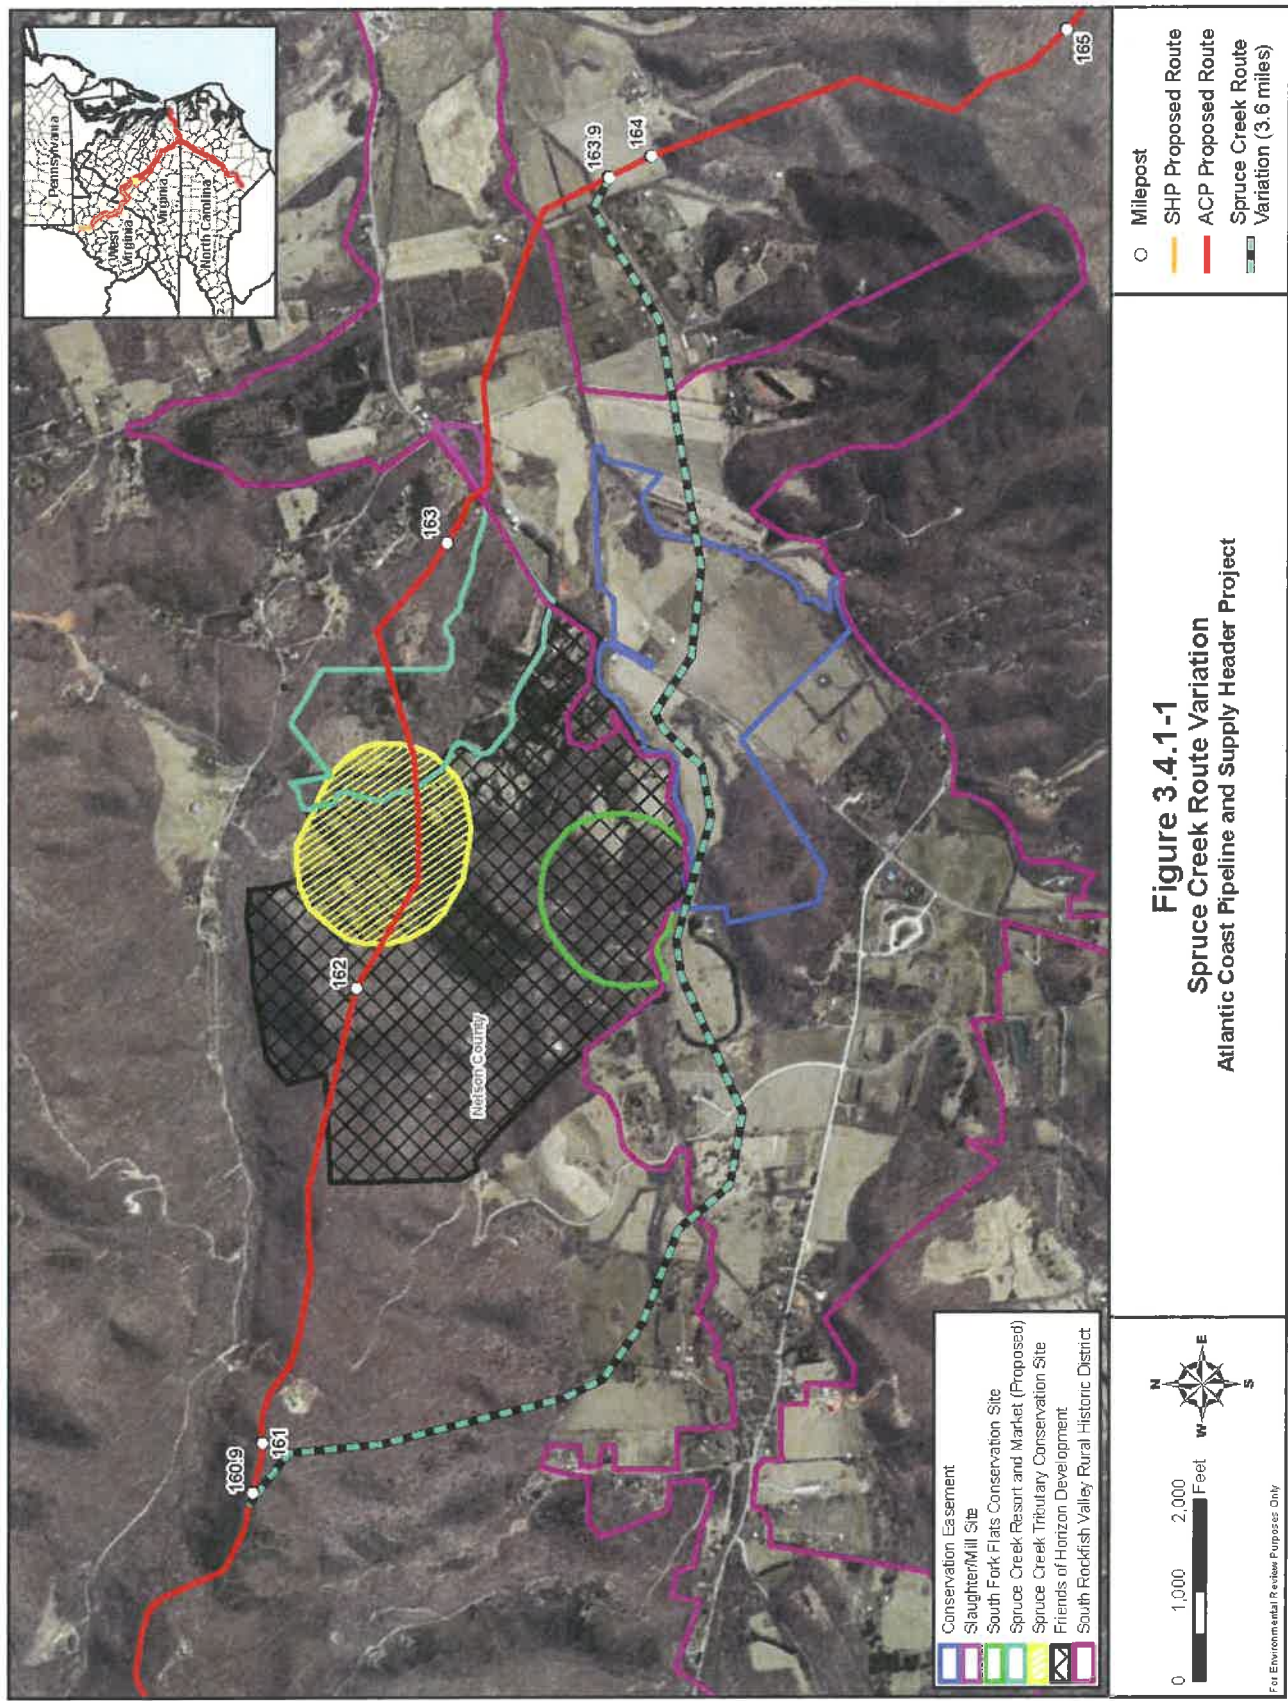 Pennsylvania
West
Virginia
Virginia
North Carolina
160.9
161
162
163
163.9
164
165
Nelson County
Conservation Easement
Slaughter/Mill Site
South Fork Flats Conservation Site
Spruce Creek Resort and Market (Proposed)
Spruce Creek Tributary Conservation Site
Friends of Horizon Development
South Rockfish Valley Rural Historic District
0 1,000 2,000
Feet
N
W E
S
For Environmental Review Purposes Only
Figure 3.4.1-1
Spruce Creek Route Variation
Atlantic Coast Pipeline and Supply Header Project
Milepost
SHP Proposed Route
ACP Proposed Route
Spruce Creek Route
Variation (3.6 miles)